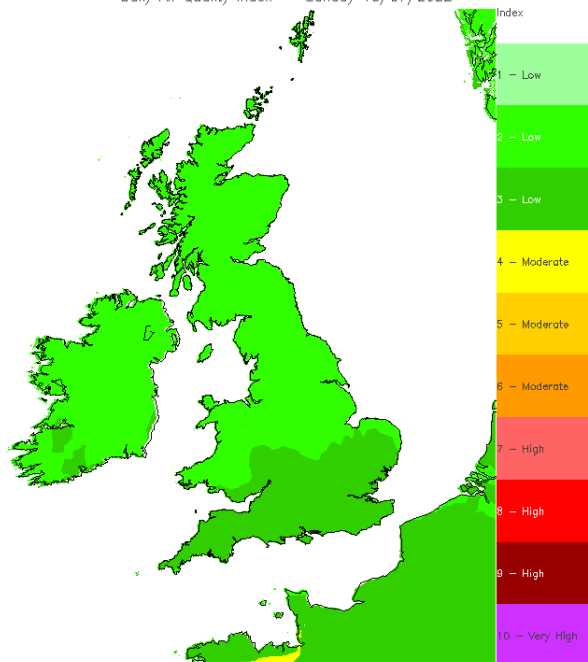 Index
1 - Low
2 - Low
3 - Low
4 - Moderate
5 - Moderate
6 - Moderate
7 - High
8 - High
9 - High
10 - Very High